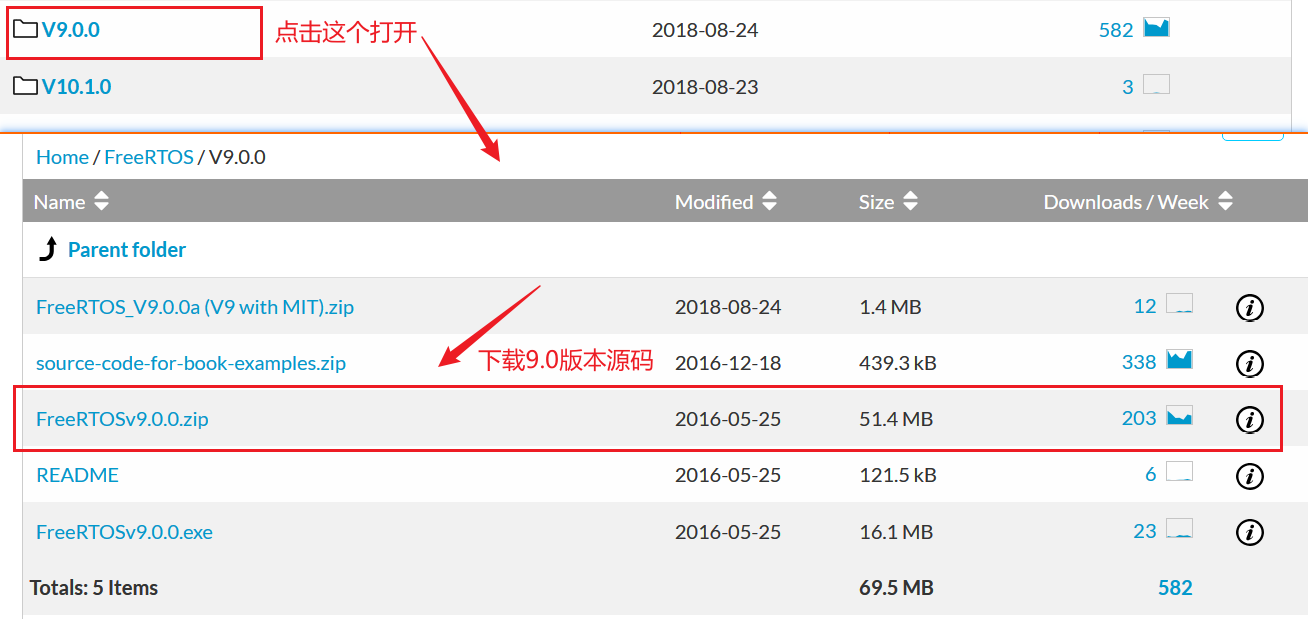 V9.0.0 点击这个打开 2018-08-24 582
V10.1.0 2018-08-23 3
Home / FreeRTOS / V9.0.0
Name Modified Size Downloads / Week
Parent folder
FreeRTOS_V9.0.0a (V9 with MIT).zip 2018-08-24 1.4 MB 12
source-code-for-book-examples.zip 下载9.0版本源码 2016-12-18 439.3 kB 338
FreeRTOSv9.0.0.zip 2016-05-25 51.4 MB 203
README 2016-05-25 121.5 kB 6
FreeRTOSv9.0.0.exe 2016-05-25 16.1 MB 23
Totals: 5 Items 69.5 MB 582